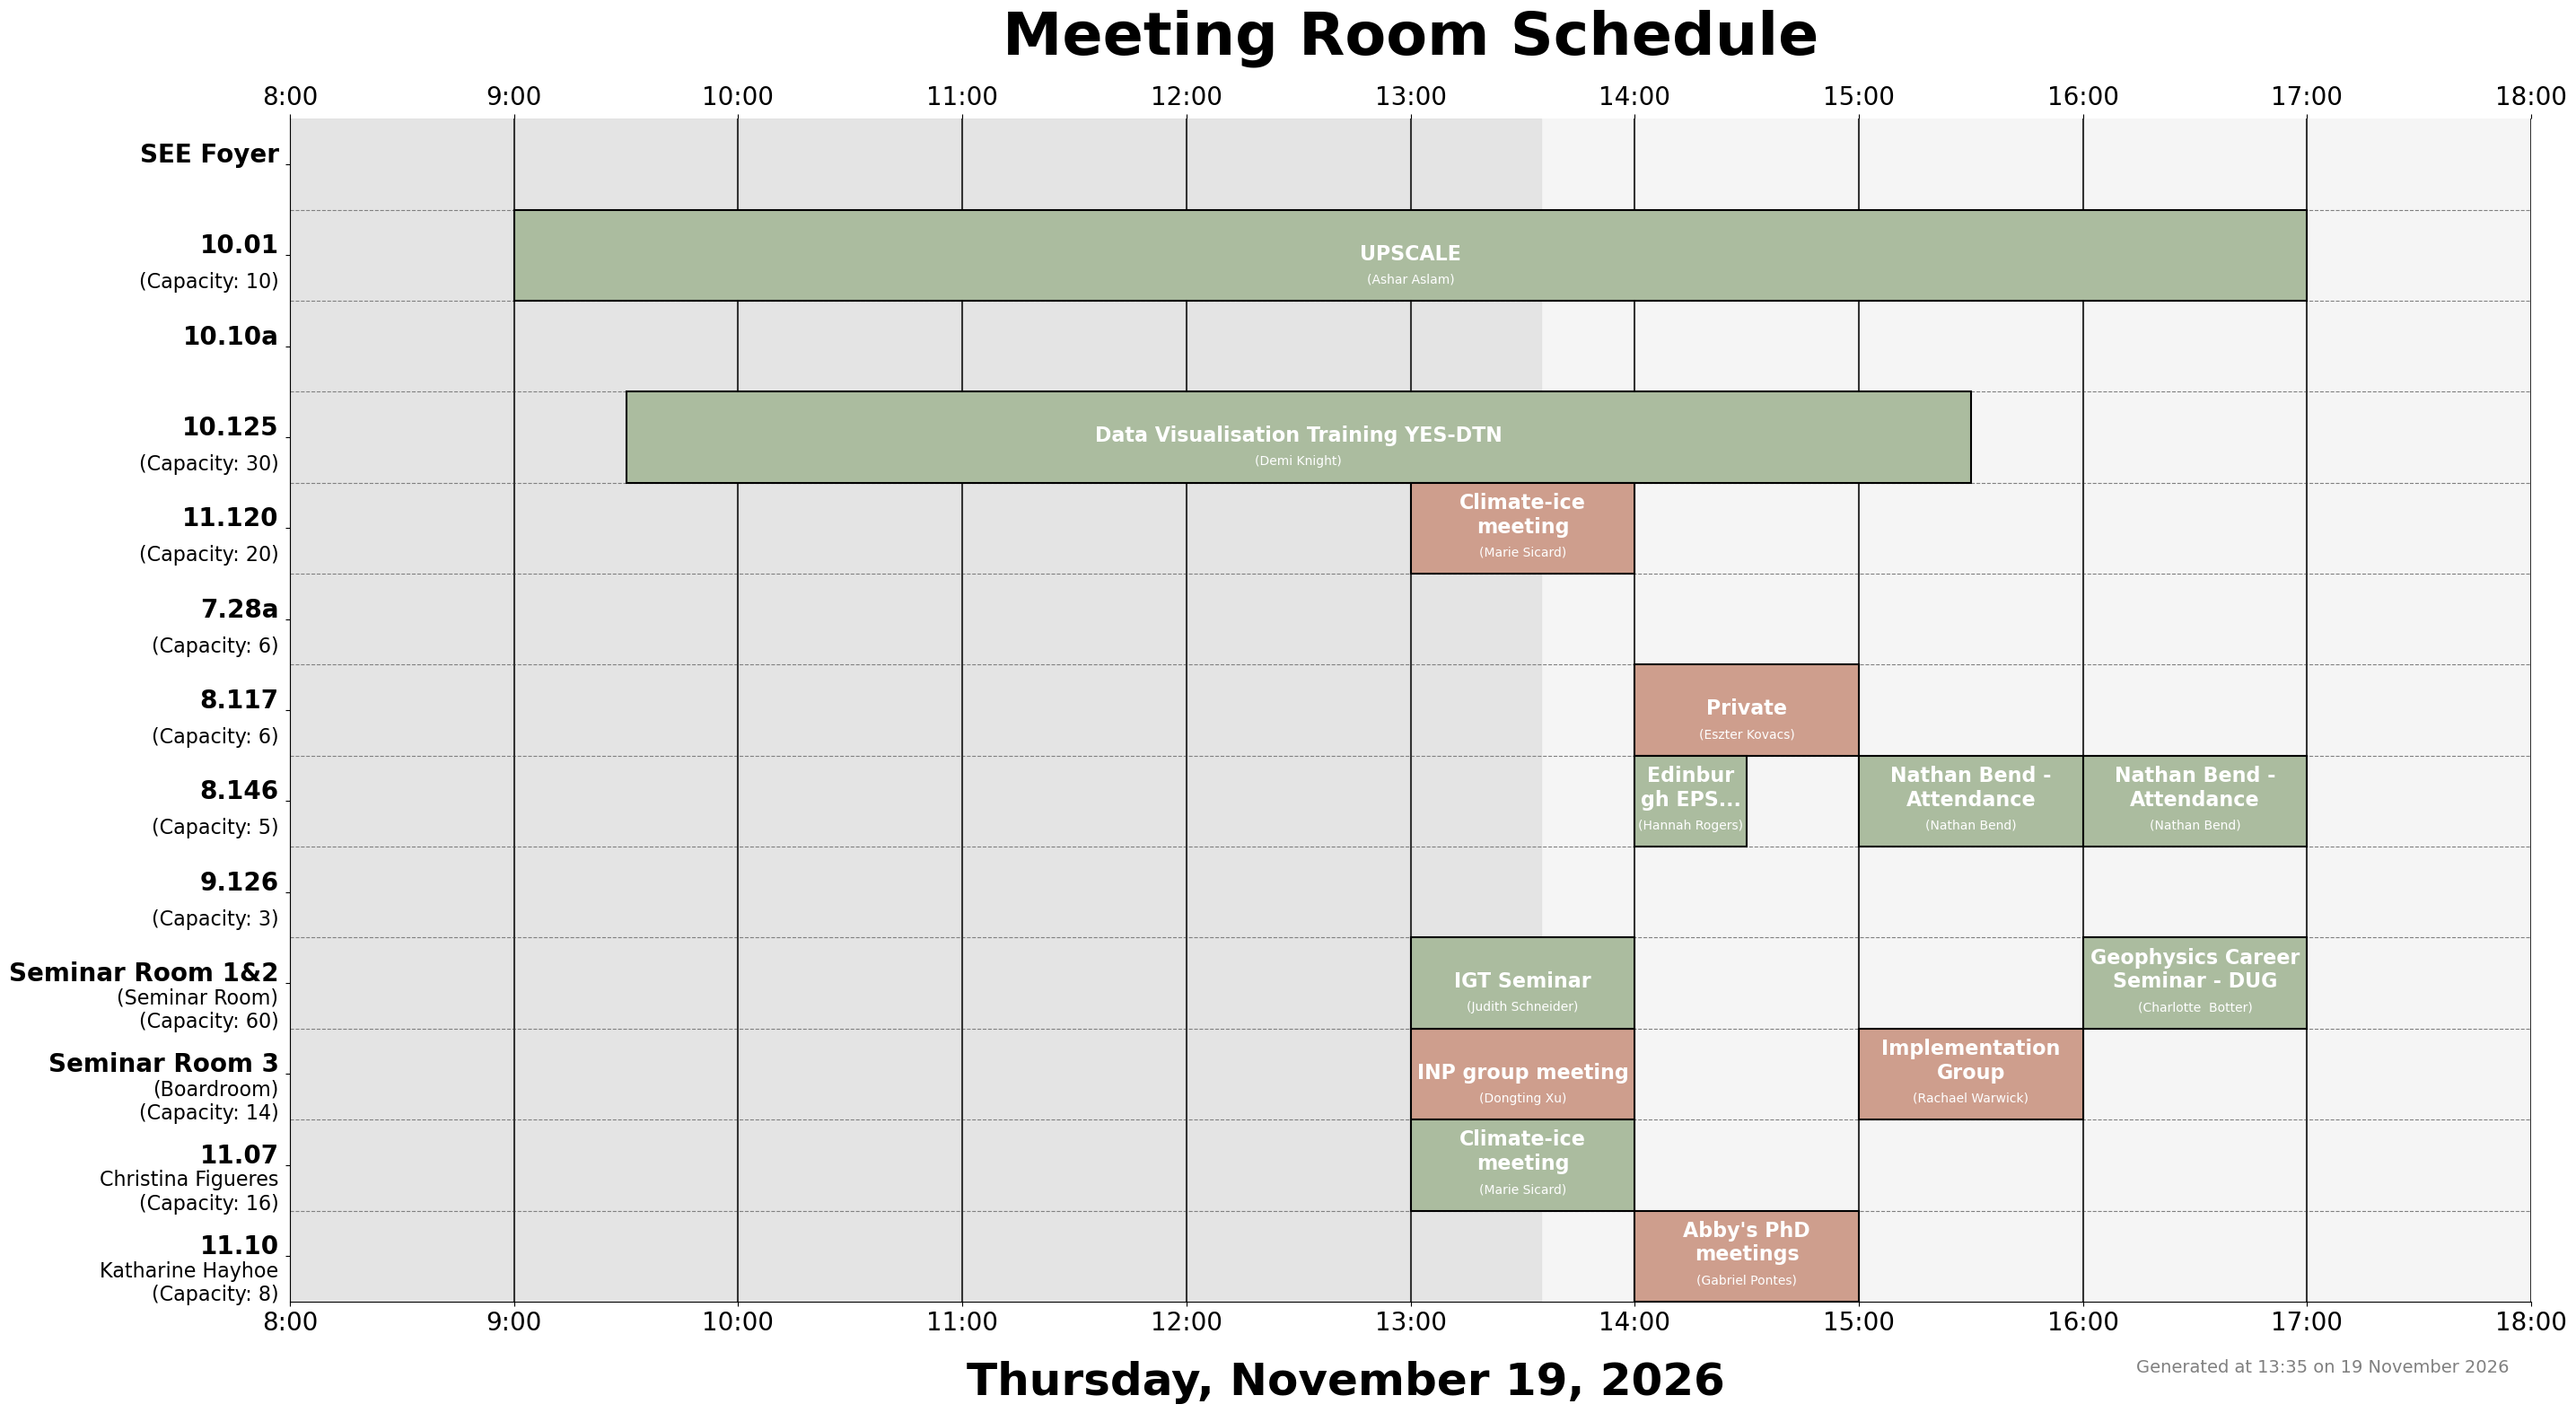 Meeting Room Schedule
8:00 9:00 10:00 11:00 12:00 13:00 14:00 15:00 16:00 17:00 18:00
SEE Foyer
10.01
(Capacity: 10)
UPSCALE
(Ashar Aslam)
10.10a
10.125
(Capacity: 30)
Data Visualisation Training YES-DTN
(Demi Knight)
11.120
(Capacity: 20)
Climate-ice
meeting
(Marie Sicard)
7.28a
(Capacity: 6)
8.117
(Capacity: 6)
Private
(Eszter Kovacs)
8.146
(Capacity: 5)
Edinbur
gh EPS...
(Hannah Rogers)
Nathan Bend -
Attendance
(Nathan Bend)
Nathan Bend -
Attendance
(Nathan Bend)
9.126
(Capacity: 3)
Seminar Room 1&2
(Seminar Room)
(Capacity: 60)
IGT Seminar
(Judith Schneider)
Geophysics Career
Seminar - DUG
(Charlotte  Botter)
Seminar Room 3
(Boardroom)
(Capacity: 14)
INP group meeting
(Dongting Xu)
Implementation
Group
(Rachael Warwick)
11.07
Christina Figueres
(Capacity: 16)
Climate-ice
meeting
(Marie Sicard)
11.10
Katharine Hayhoe
(Capacity: 8)
Abby's PhD
meetings
(Gabriel Pontes)
8:00 9:00 10:00 11:00 12:00 13:00 14:00 15:00 16:00 17:00 18:00
Thursday, November 19, 2026
Generated at 13:35 on 19 November 2026